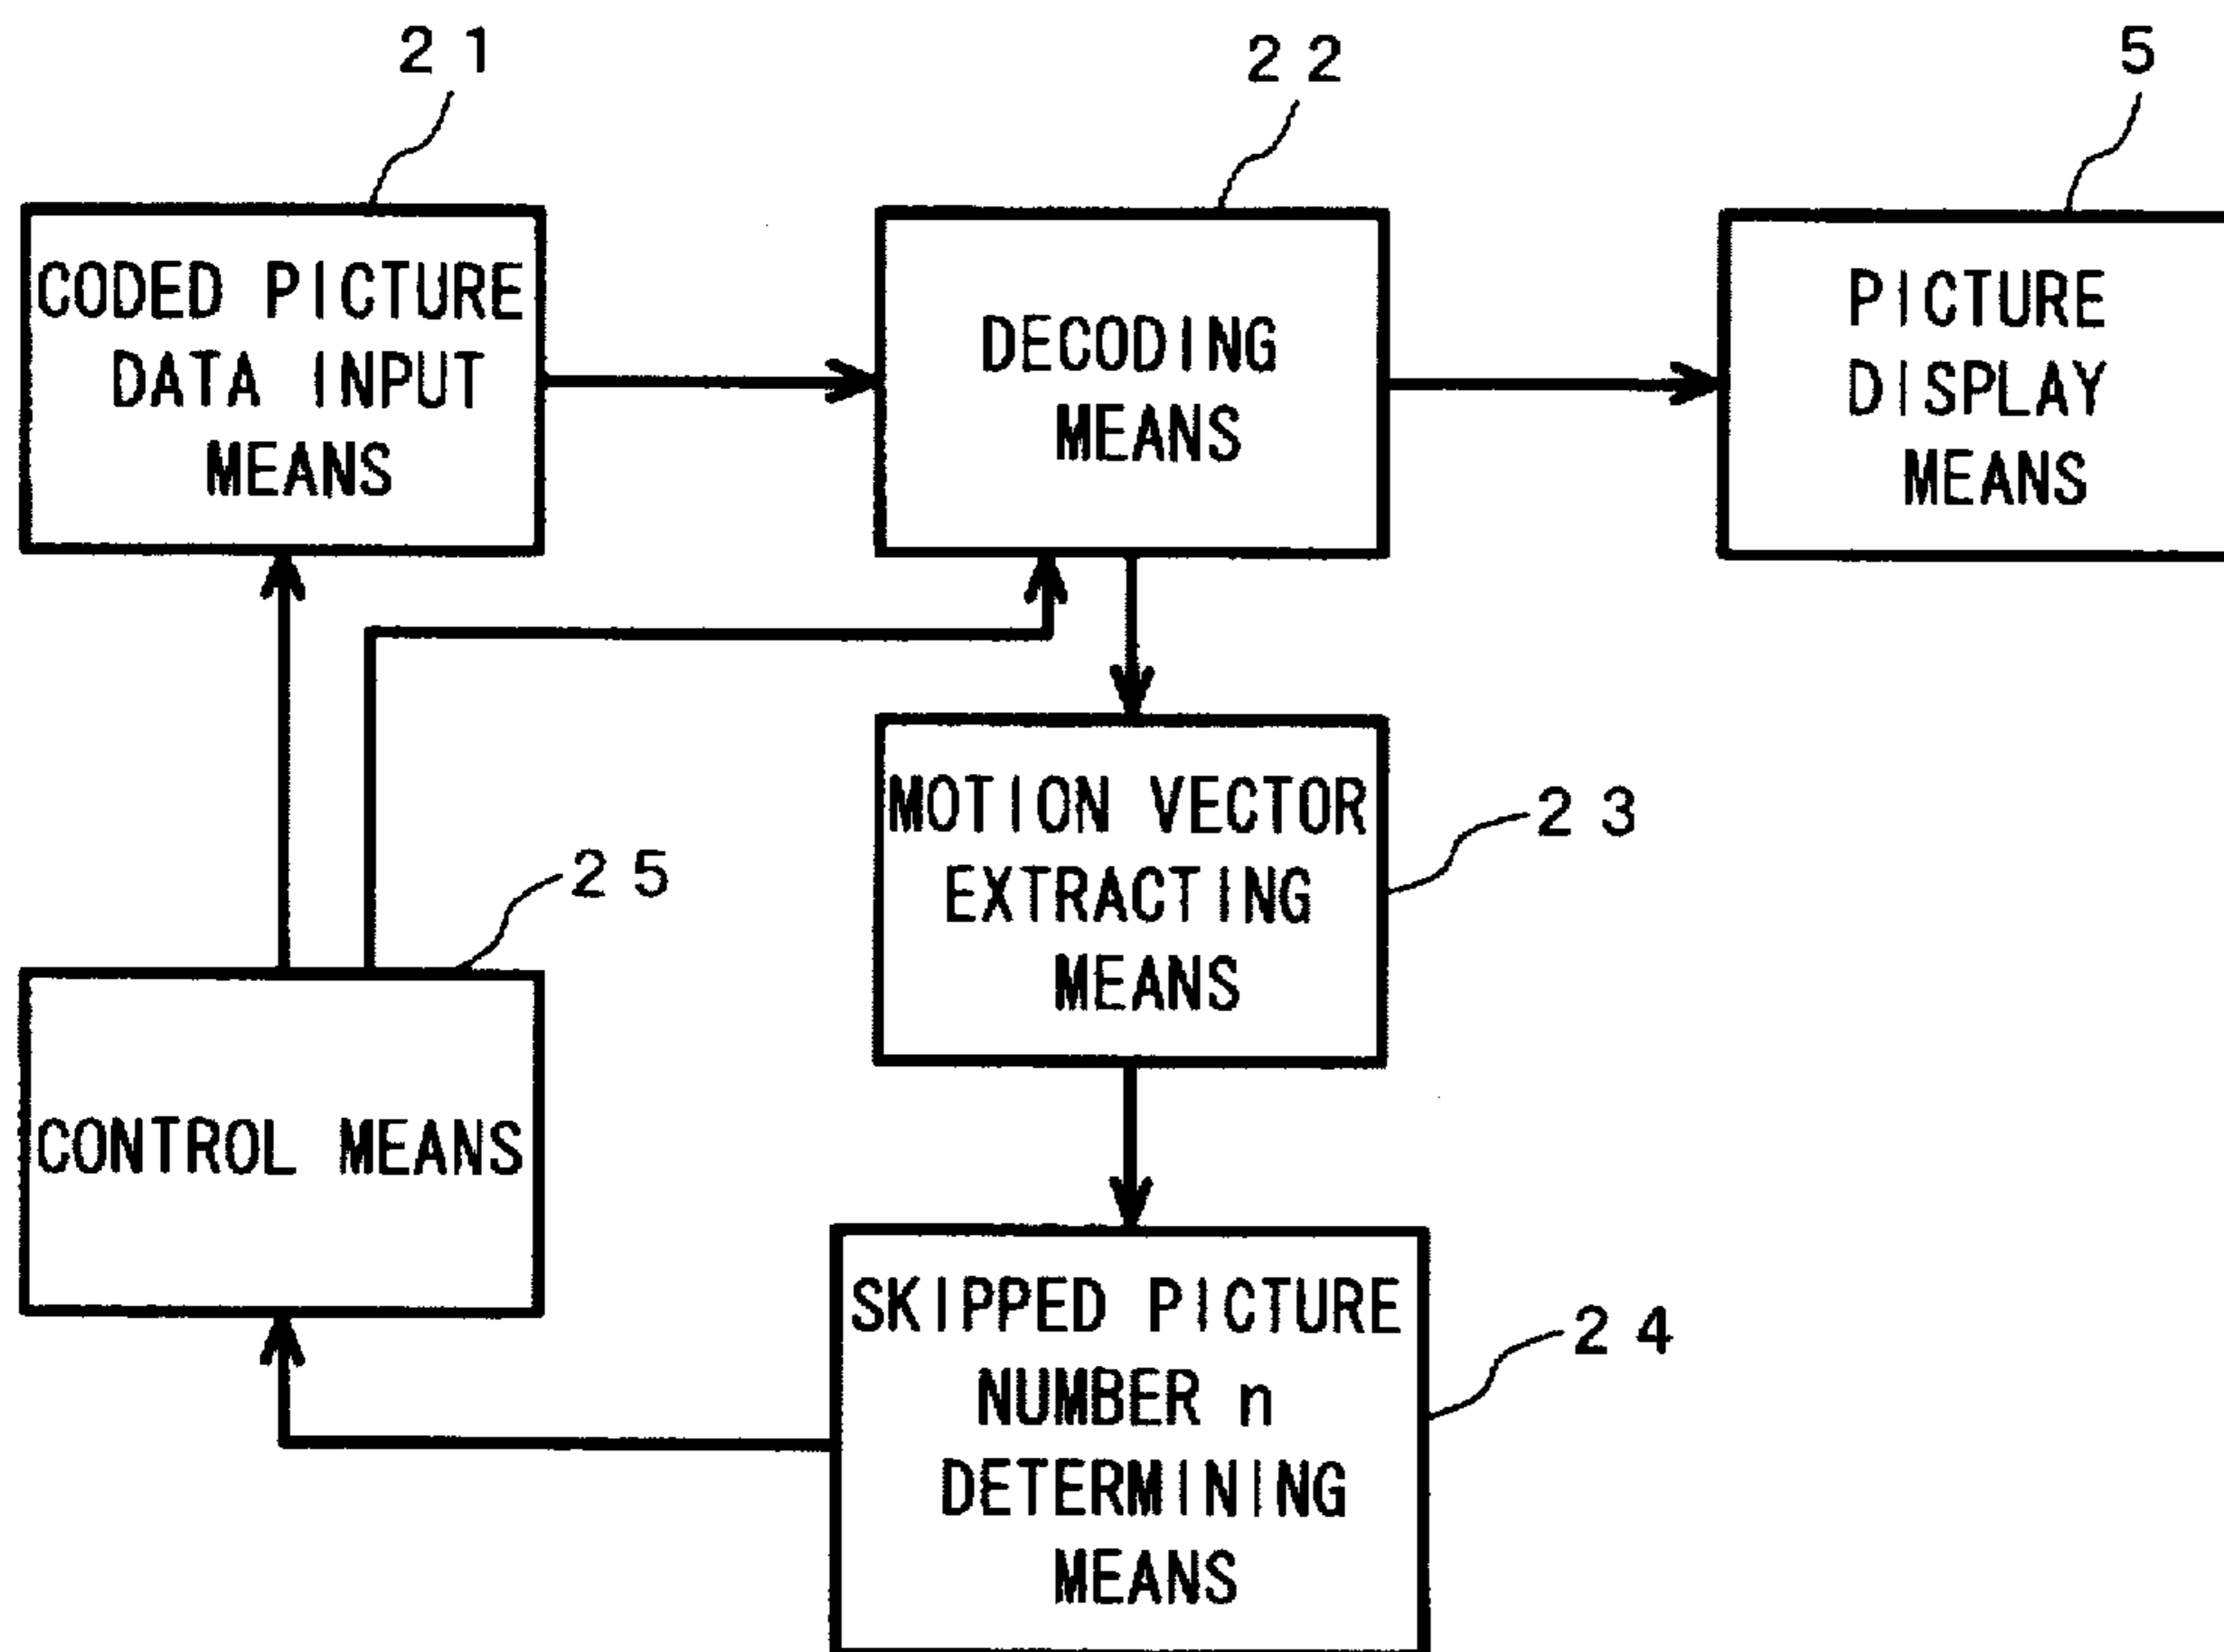 21
22
5
CODED PICTURE
DATA INPUT
MEANS
DECODING
MEANS
PICTURE
DISPLAY
MEANS
MOTION VECTOR
EXTRACTING
MEANS
23
25
CONTROL MEANS
SKIPPED PICTURE
NUMBER n
DETERMINING
MEANS
24